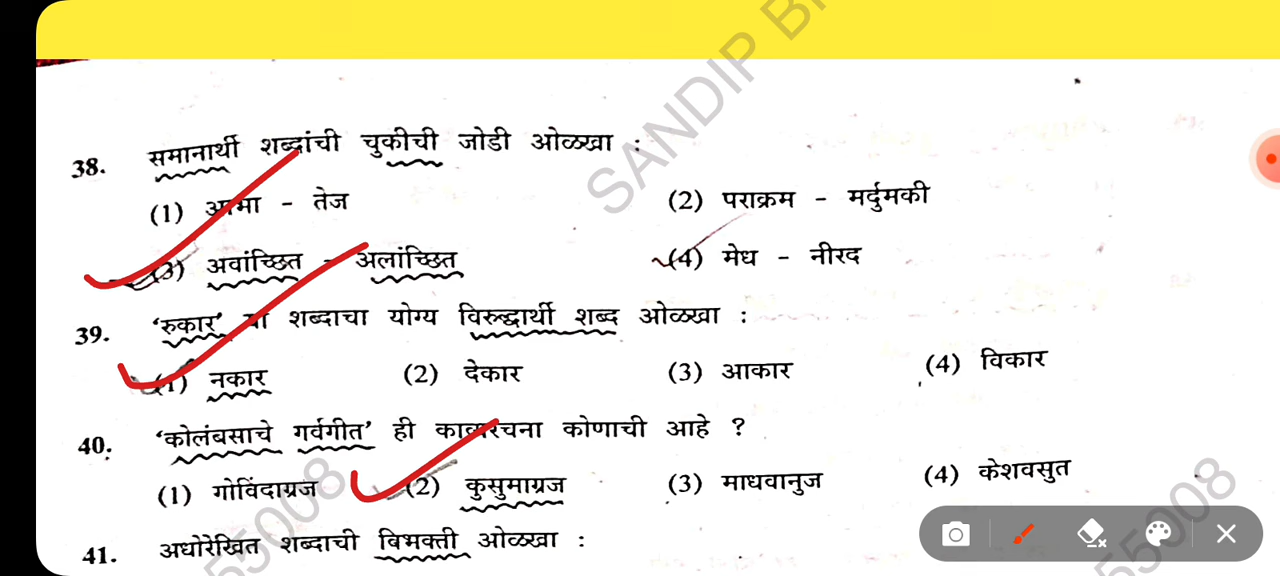 SANDIP B
38. समानार्थी शब्दांची चुकीची जोडी ओळखा :
(1) आभा - तेज (2) पराक्रम - मर्दुमकी
(3) अवांच्छित - अलांच्छित (4) मेध - नीरद
39. 'रुकार' या शब्दाचा योग्य विरुद्धार्थी शब्द ओळखा :
(1) नकार (2) देकार (3) आकार (4) विकार
40. 'कोलंबसाचे गर्वगीत' ही काव्यरचना कोणाची आहे ?
(1) गोविंदाग्रज (2) कुसुमाग्रज (3) माधवानुज (4) केशवसुत
41. अधोरेखित शब्दाची विभक्ती ओळखा :
55008
55008